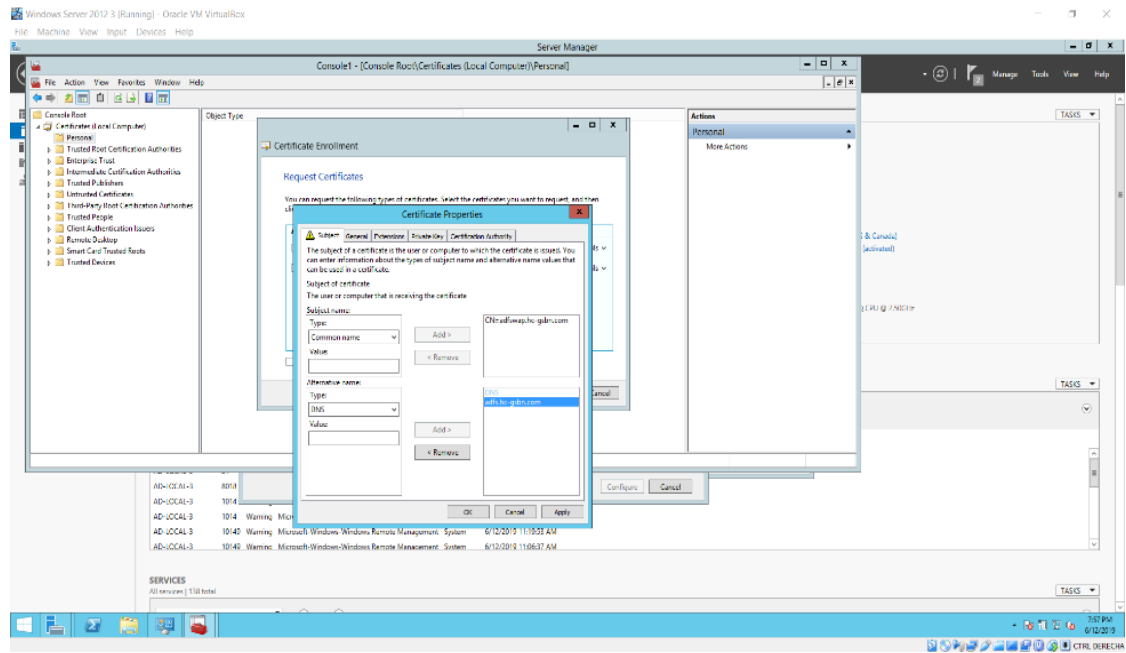 Windows Server 2012 3 [Running] - Oracle VM VirtualBox
File Machine View Input Devices Help
Server Manager
Console1 - [Console Root\Certificates (Local Computer)\Personal]
Manage Tools View Help
File Action View Favorites Window Help
Console Root
Certificates (Local Computer)
Personal
Trusted Root Certification Authorities
Enterprise Trust
Intermediate Certification Authorities
Trusted Publishers
Untrusted Certificates
Third-Party Root Certification Authorities
Trusted People
Client Authentication Issuers
Remote Desktop
Smart Card Trusted Roots
Trusted Devices
Object Type
Actions
Personal
More Actions
TASKS
Certificate Enrollment
Request Certificates
You can request the following types of certificates. Select the certificates you want to request, and then
Certificate Properties
Subject General Extensions Private Key Certification Authority
The subject of a certificate is the user or computer to which the certificate is issued. You
can enter information about the types of subject name and alternative name values that
can be used in a certificate.
Subject of certificate
The user or computer that is receiving the certificate
Subject name:
Type:
Common name
Value:
Add >
< Remove
CN=adfswap.hc-gsbn.com
Alternative name:
Type:
DNS
Value:
Add >
< Remove
DNS
adfs.hc-gsbn.com
OK Cancel Apply
Cancel
& Canada)
(activated)
CPU @ 2.50GHz
TASKS
Configure Cancel
AD-LOCAL-3 8018
AD-LOCAL-3 1014
AD-LOCAL-3 1014 Warning
AD-LOCAL-3 10149 Warning Microsoft-Windows-Windows Remote Management System 6/12/2019 11:19:53 AM
AD-LOCAL-3 10149 Warning Microsoft-Windows-Windows Remote Management System 6/12/2019 11:06:37 AM
SERVICES
All services | 138 total
TASKS
7:57 PM
6/12/2019
CTRL DERECHA